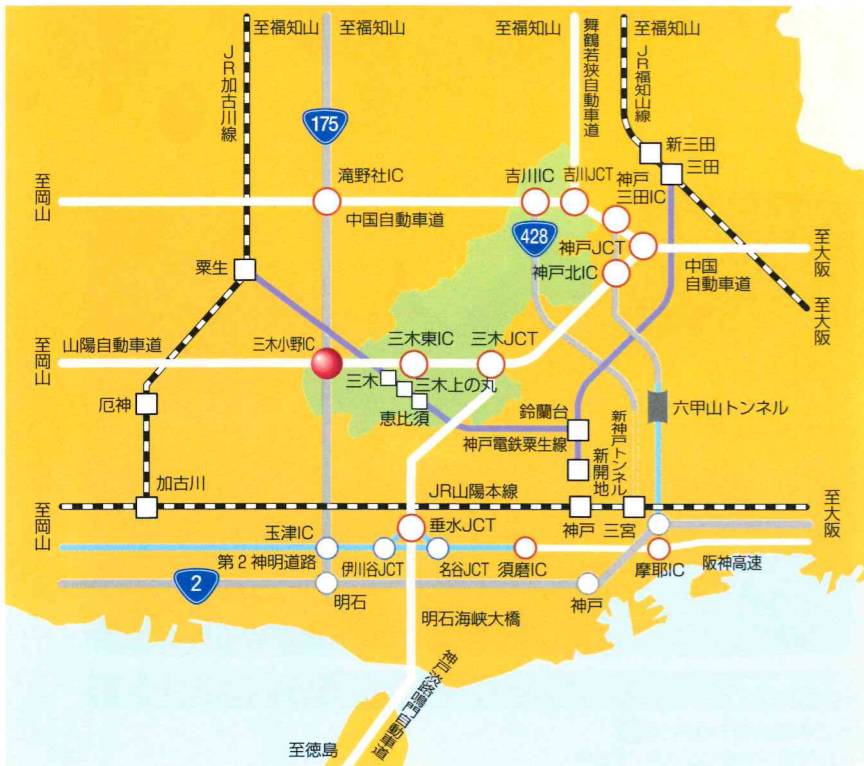 至福知山
至福知山
至福知山
至福知山
JR加古川線
舞鶴若狭自動車道
JR福知山線
175
新三田
三田
滝野社IC
吉川IC
吉川JCT
神戸
三田IC
至岡山
中国自動車道
428
神戸JCT
神戸北IC
至大阪
中国
自動車道
至大阪
粟生
山陽自動車道
三木小野IC
三木東IC
三木JCT
至岡山
三木
三木上の丸
恵比須
厄神
鈴蘭台
六甲山トンネル
神戸電鉄粟生線
新開地
新神戸トンネル
加古川
JR山陽本線
至岡山
神戸
三宮
至大阪
玉津IC
垂水JCT
第2神明道路
伊川谷JCT
名谷JCT
須磨IC
摩耶IC
阪神高速
2
明石
神戸
明石海峡大橋
神戸淡路鳴門自動車道
至徳島